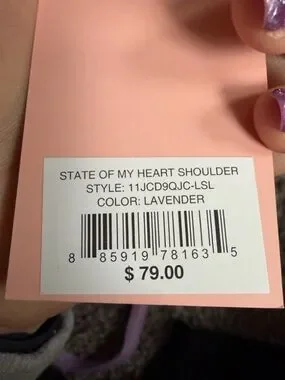 STATE OF MY HEART SHOULDER
STYLE: 11JCD9QJC-LSL
COLOR: LAVENDER
8 85919 78163 5
$ 79.00